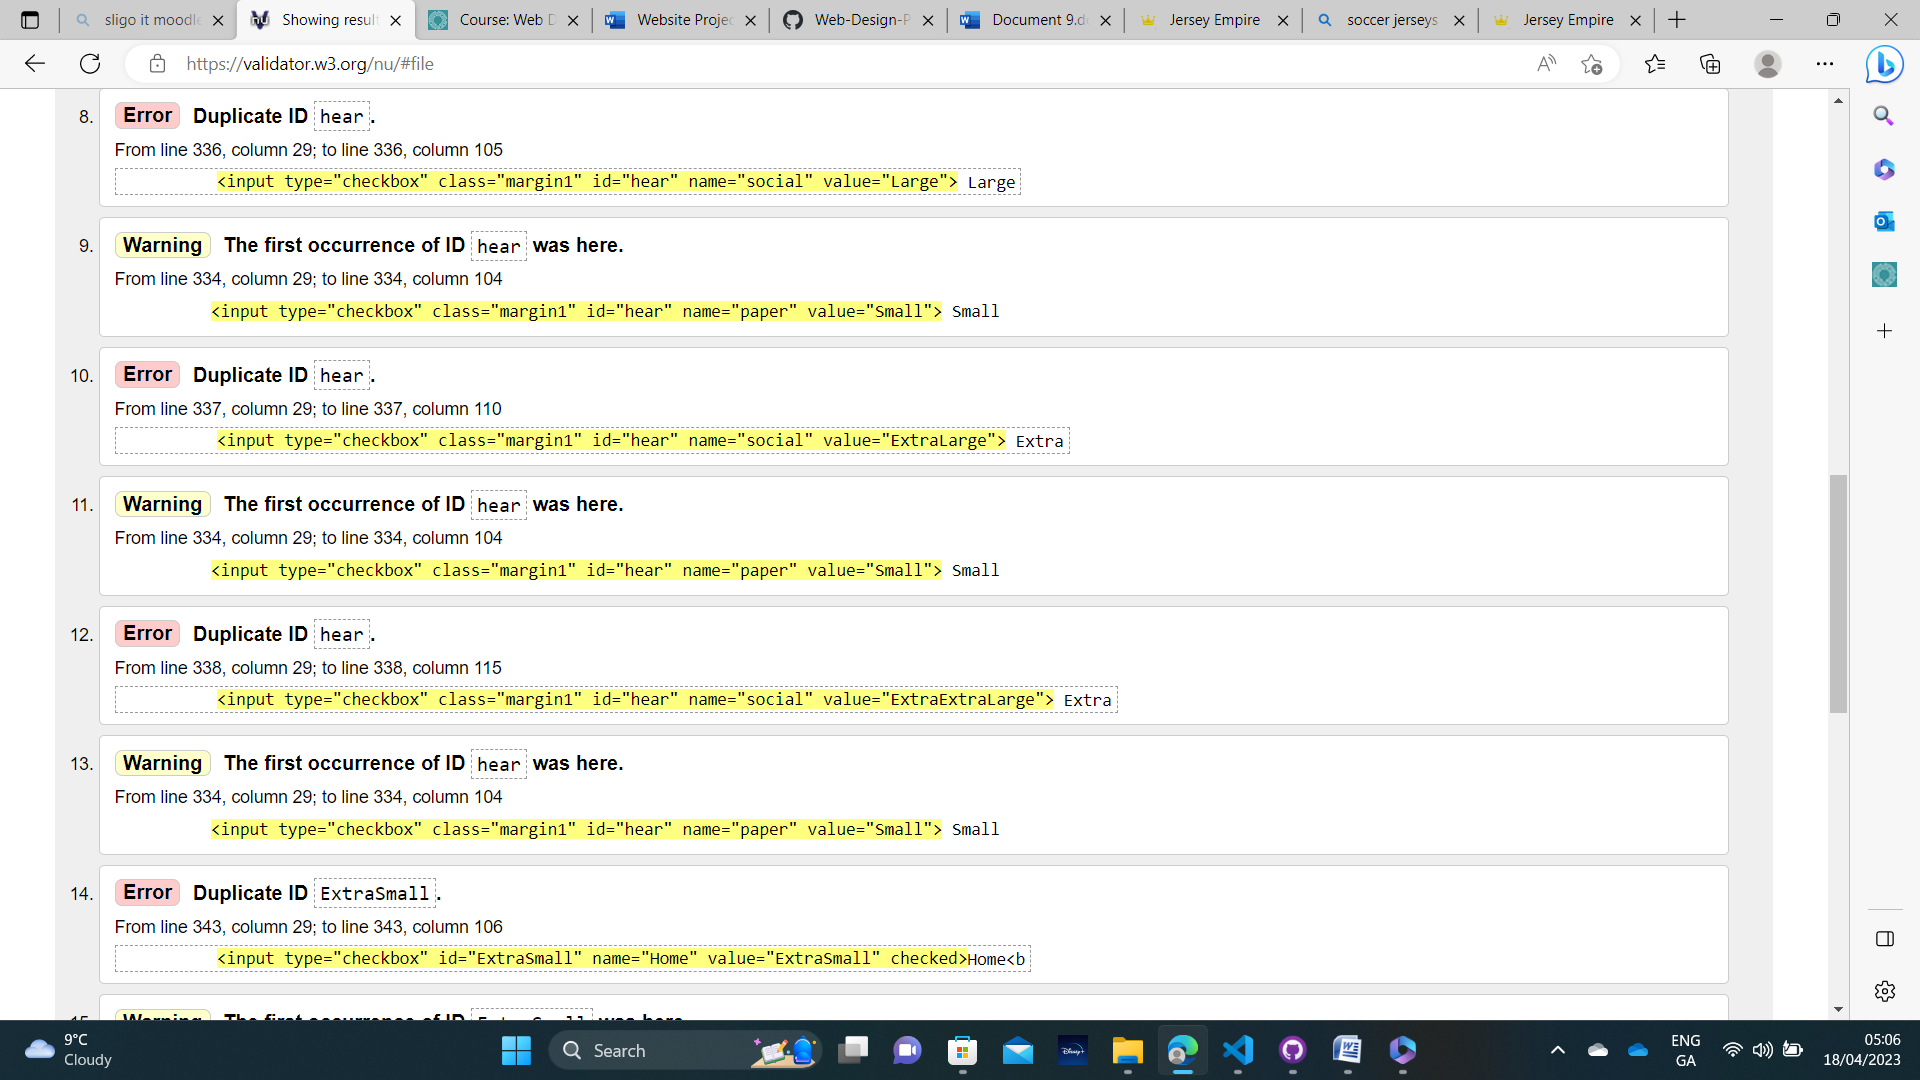 sligo it moodle
Showing result
Course: Web D
Website Projec
Web-Design-P
Document 9.d
Jersey Empire
soccer jerseys
Jersey Empire
https://validator.w3.org/nu/#file
8. Error Duplicate ID hear.
From line 336, column 29; to line 336, column 105
<input type="checkbox" class="margin1" id="hear" name="social" value="Large"> Large
9. Warning The first occurrence of ID hear was here.
From line 334, column 29; to line 334, column 104
<input type="checkbox" class="margin1" id="hear" name="paper" value="Small"> Small
10. Error Duplicate ID hear.
From line 337, column 29; to line 337, column 110
<input type="checkbox" class="margin1" id="hear" name="social" value="ExtraLarge"> Extra
11. Warning The first occurrence of ID hear was here.
From line 334, column 29; to line 334, column 104
<input type="checkbox" class="margin1" id="hear" name="paper" value="Small"> Small
12. Error Duplicate ID hear.
From line 338, column 29; to line 338, column 115
<input type="checkbox" class="margin1" id="hear" name="social" value="ExtraExtraLarge"> Extra
13. Warning The first occurrence of ID hear was here.
From line 334, column 29; to line 334, column 104
<input type="checkbox" class="margin1" id="hear" name="paper" value="Small"> Small
14. Error Duplicate ID ExtraSmall.
From line 343, column 29; to line 343, column 106
<input type="checkbox" id="ExtraSmall" name="Home" value="ExtraSmall" checked>Home<b
15. Warning The first occurrence of ID ExtraSmall was here.
9°C
Cloudy
Search
Disney+
ENG
GA
05:06
18/04/2023